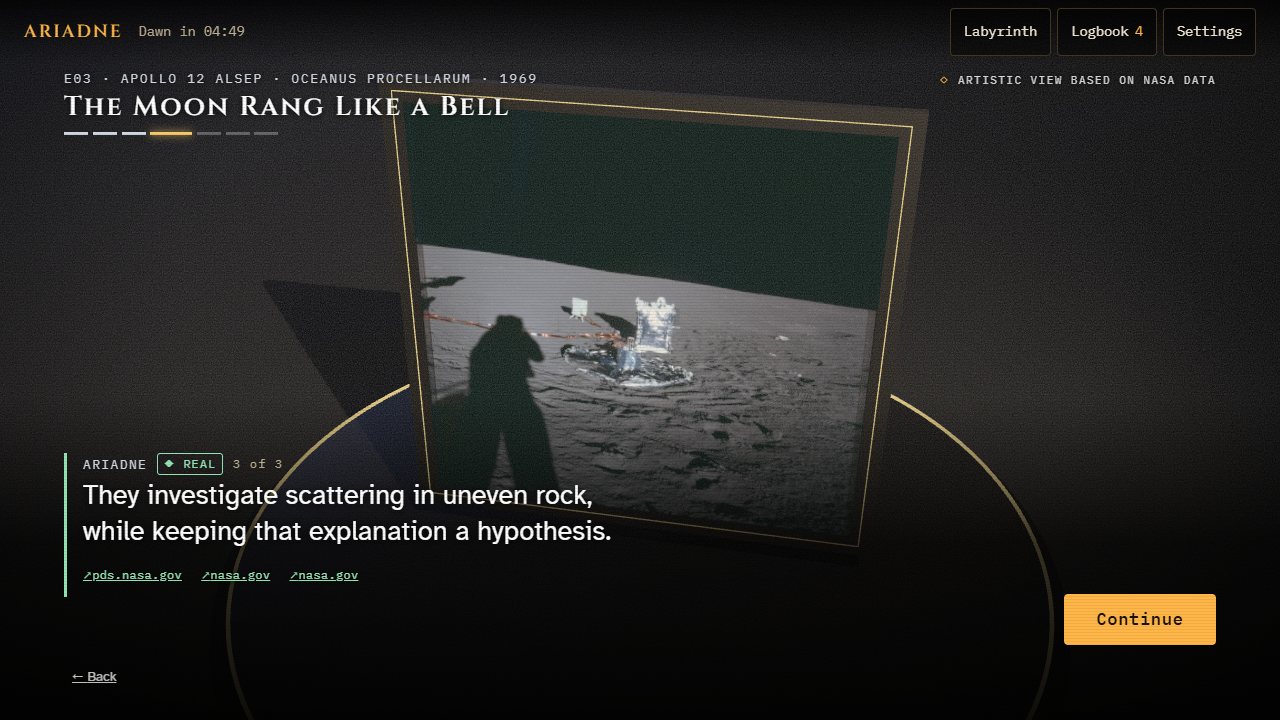 ARIADNE Dawn in 04:49 Labyrinth Logbook 4 Settings
E03 · APOLLO 12 ALSEP · OCEANUS PROCELLARUM · 1969
◇ ARTISTIC VIEW BASED ON NASA DATA
The Moon Rang Like a Bell
ARIADNE ◆ REAL 3 of 3
They investigate scattering in uneven rock,
while keeping that explanation a hypothesis.
↗pds.nasa.gov ↗nasa.gov ↗nasa.gov
Continue
← Back